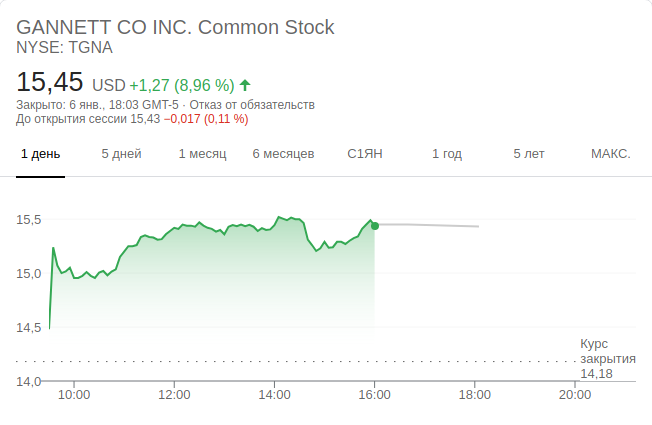 GANNETT CO INC. Common Stock
NYSE: TGNA
15,45 USD +1,27 (8,96 %)
Закрыто: 6 янв., 18:03 GMT-5 · Отказ от обязательств
До открытия сессии 15,43 −0,017 (0,11 %)
1 день 5 дней 1 месяц 6 месяцев С1ЯН 1 год 5 лет МАКС.
15,5
15,0
14,5
Курс
закрытия
14,18
14,0
10:00 12:00 14:00 16:00 18:00 20:00